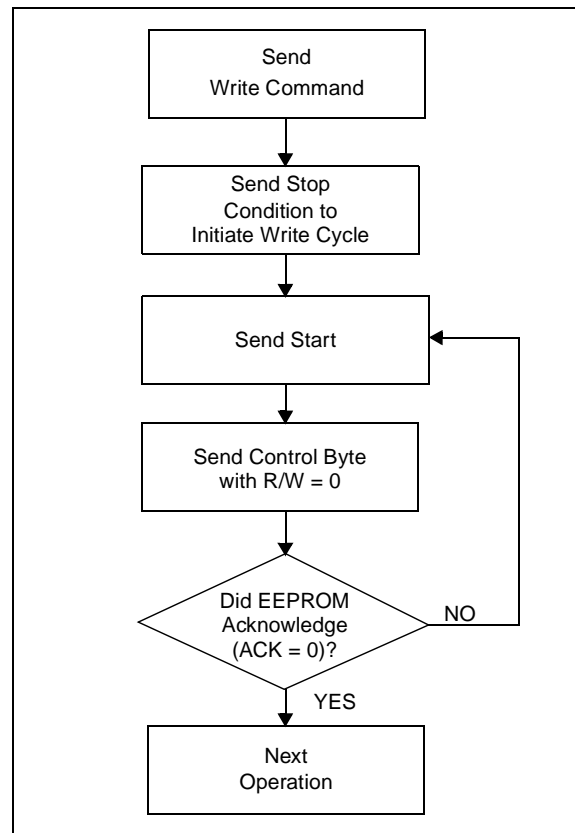 Send
Write Command
Send Stop
Condition to
Initiate Write Cycle
Send Start
Send Control Byte
with R/W = 0
Did EEPROM
Acknowledge
(ACK = 0)?
NO
YES
Next
Operation